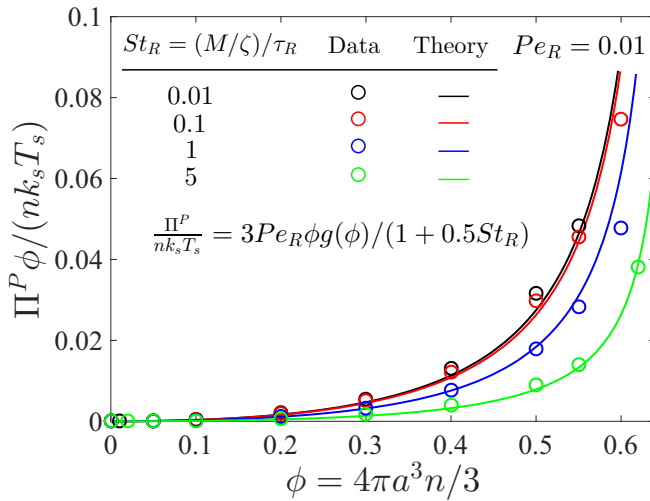 St_R = (M/ζ)/τ_R Data Theory Pe_R = 0.01
0.01
0.1
1
5
Π^P/(nk_sT_s) = 3Pe_Rϕg(ϕ)/(1 + 0.5St_R)
Π^Pϕ/(nk_sT_s)
0.1
0.08
0.06
0.04
0.02
0
0 0.1 0.2 0.3 0.4 0.5 0.6
ϕ = 4πa³n/3